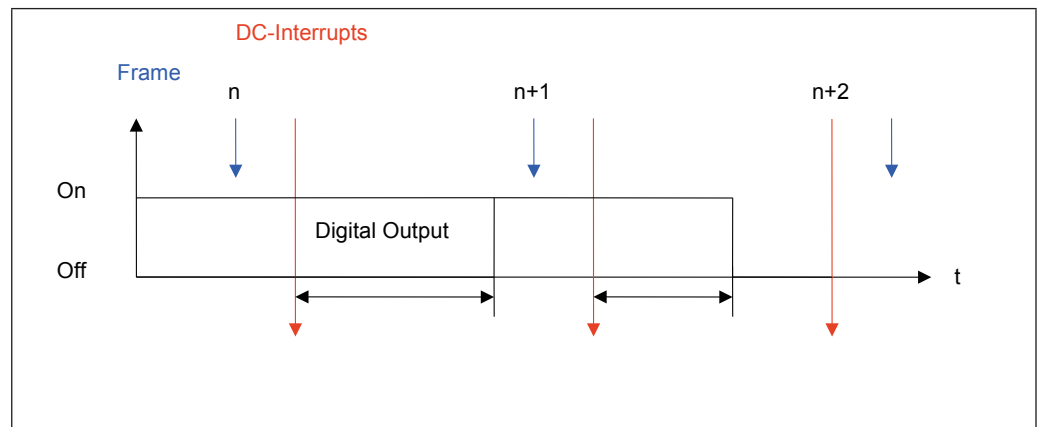 DC-Interrupts
Frame
n n+1 n+2
On
Digital Output
Off
t